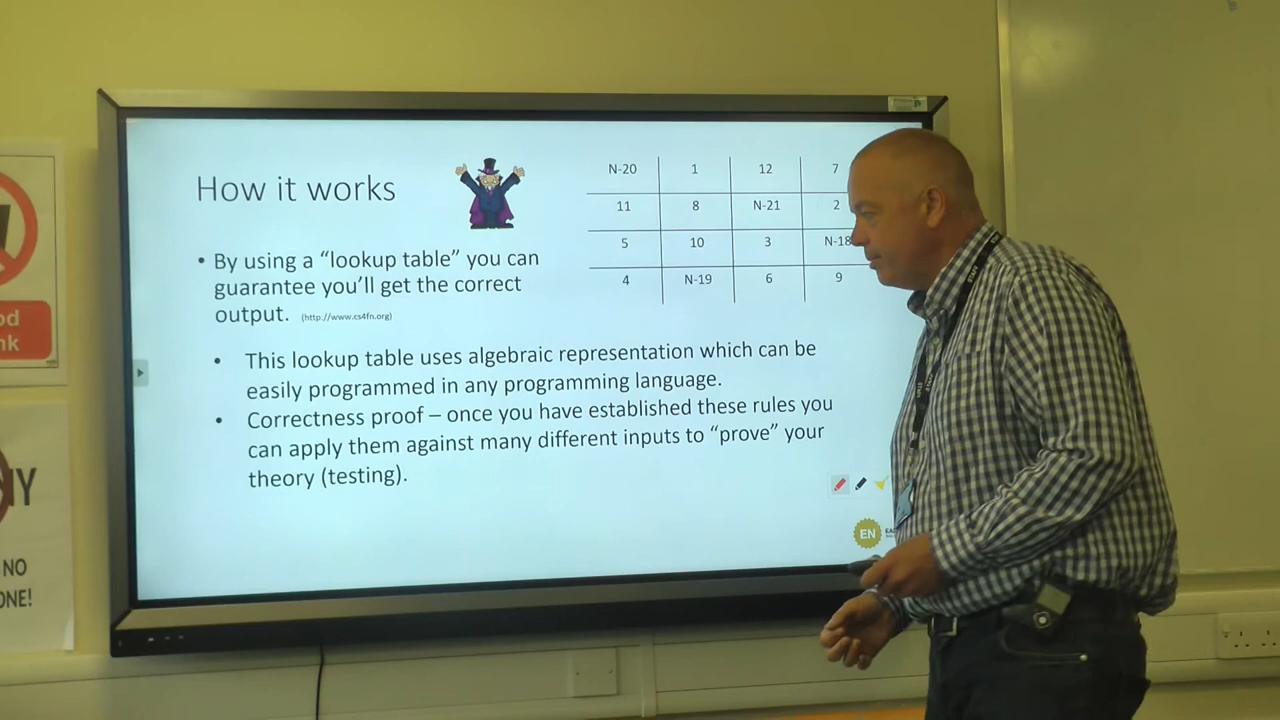 How it works
N-20 1 12 7
11 8 N-21 2
5 10 3 N-18
4 N-19 6 9
• By using a “lookup table” you can
guarantee you’ll get the correct
output. (http://www.cs4fn.org)
• This lookup table uses algebraic representation which can be
easily programmed in any programming language.
• Correctness proof – once you have established these rules you
can apply them against many different inputs to “prove” your
theory (testing).
EN
NO